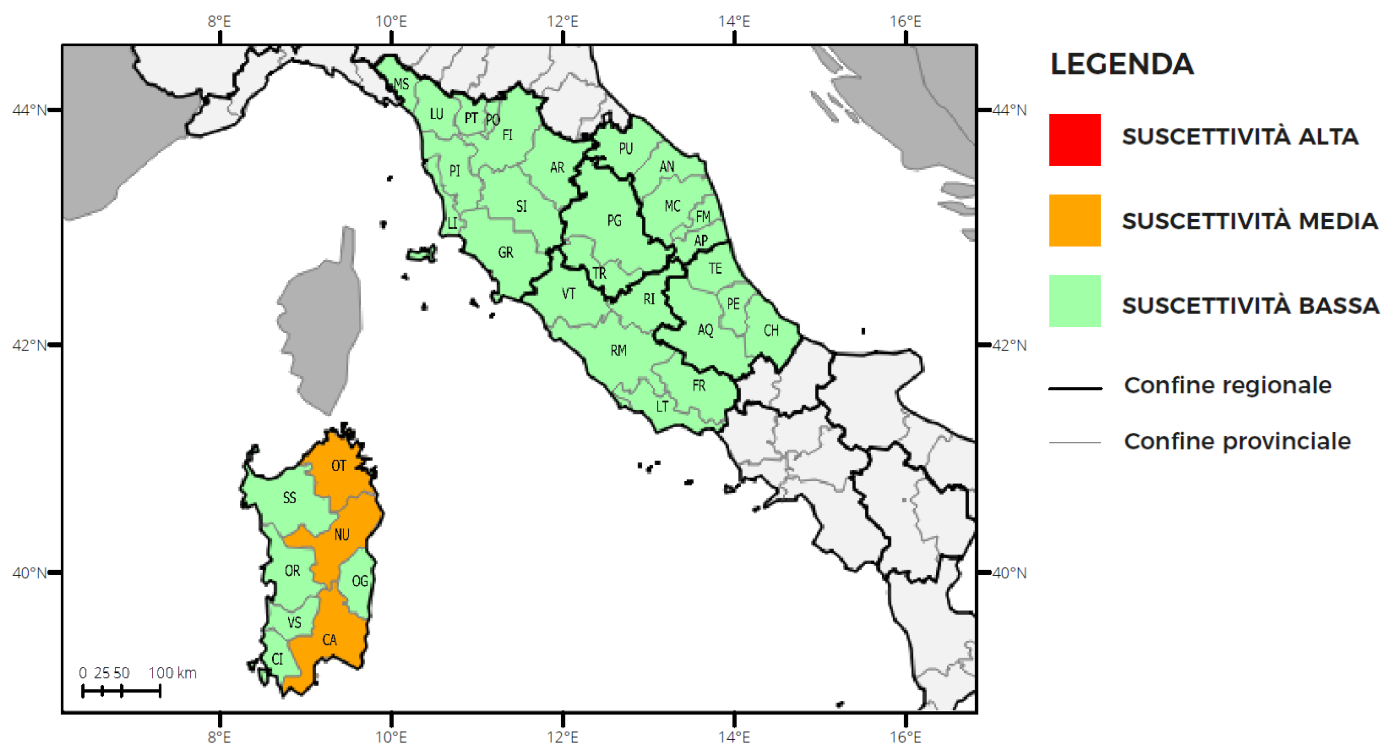 8°E 10°E 12°E 14°E 16°E
LEGENDA
44°N 44°N
SUSCETTIVITÀ ALTA
SUSCETTIVITÀ MEDIA
SUSCETTIVITÀ BASSA
42°N 42°N
Confine regionale
Confine provinciale
40°N 40°N
MS
LU PT PO
FI
PU
PI AR AN
LI SI PG MC FM
GR AP
TR TE
VT RI PE
AQ CH
RM
FR
LT
OT
SS
NU
OR OG
VS
CA
CI
0 25 50 100 km
8°E 10°E 12°E 14°E 16°E